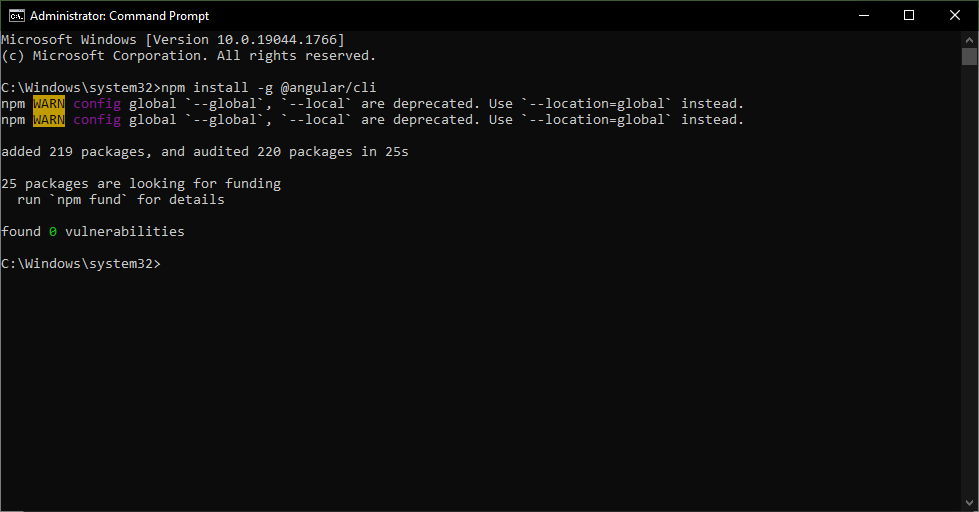 Administrator: Command Prompt
Microsoft Windows [Version 10.0.19044.1766]
(c) Microsoft Corporation. All rights reserved.
C:\Windows\system32>npm install -g @angular/cli
npm WARN config global `--global`, `--local` are deprecated. Use `--location=global` instead.
npm WARN config global `--global`, `--local` are deprecated. Use `--location=global` instead.
added 219 packages, and audited 220 packages in 25s
25 packages are looking for funding
  run `npm fund` for details
found 0 vulnerabilities
C:\Windows\system32>